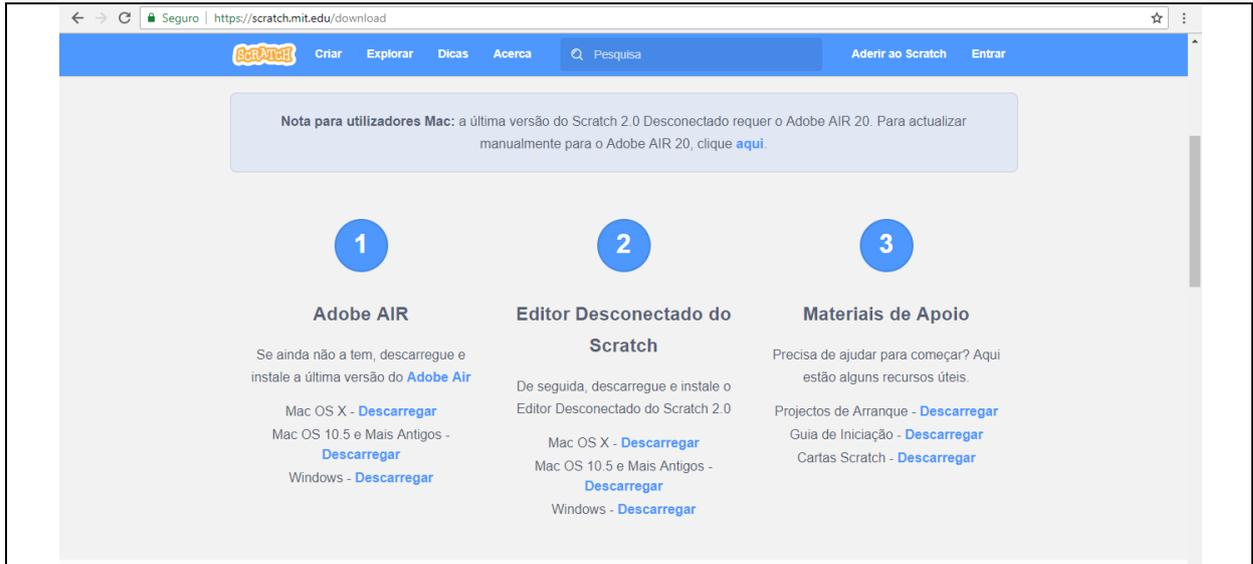 Seguro | https://scratch.mit.edu/download
SCRATCH Criar Explorar Dicas Acerca Pesquisa Aderir ao Scratch Entrar
Nota para utilizadores Mac: a última versão do Scratch 2.0 Desconectado requer o Adobe AIR 20. Para actualizar
manualmente para o Adobe AIR 20, clique aqui.
1
Adobe AIR
Se ainda não a tem, descarregue e
instale a última versão do Adobe Air
Mac OS X - Descarregar
Mac OS 10.5 e Mais Antigos -
Descarregar
Windows - Descarregar
2
Editor Desconectado do
Scratch
De seguida, descarregue e instale o
Editor Desconectado do Scratch 2.0
Mac OS X - Descarregar
Mac OS 10.5 e Mais Antigos -
Descarregar
Windows - Descarregar
3
Materiais de Apoio
Precisa de ajudar para começar? Aqui
estão alguns recursos úteis.
Projectos de Arranque - Descarregar
Guia de Iniciação - Descarregar
Cartas Scratch - Descarregar